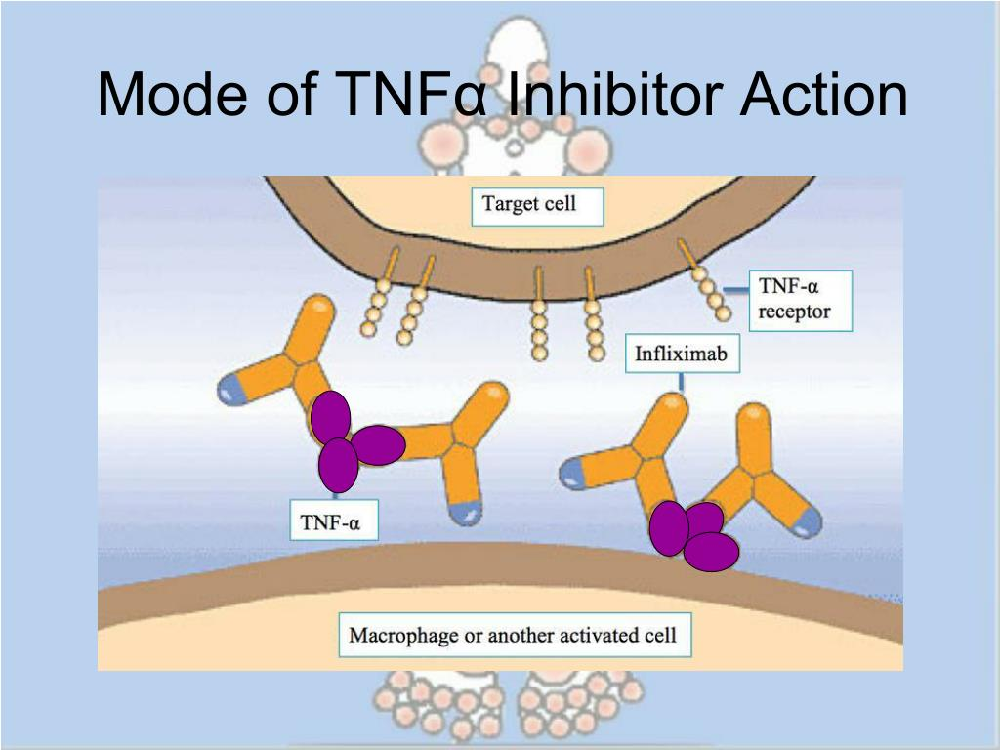 Mode of TNFα Inhibitor Action
Target cell
TNF-α
receptor
Infliximab
TNF-α
Macrophage or another activated cell